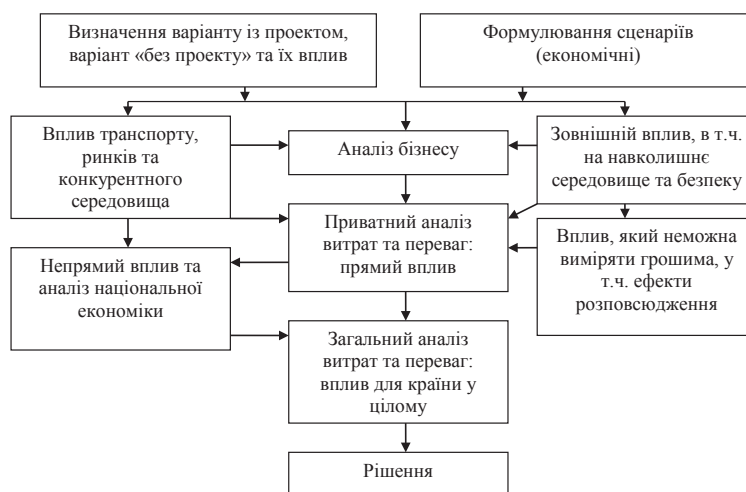 Визначення варіанту із проектом,
варіант «без проекту» та їх вплив
Формулювання сценаріїв
(економічні)
Вплив транспорту,
ринків та
конкурентного
середовища
Аналіз бізнесу
Зовнішній вплив, в т.ч.
на навколишнє
середовище та безпеку
Приватний аналіз
витрат та переваг:
прямий вплив
Непрямий вплив та
аналіз національної
економіки
Вплив, який неможна
виміряти грошима, у
т.ч. ефекти
розповсюдження
Загальний аналіз
витрат та переваг:
вплив для країни у
цілому
Рішення